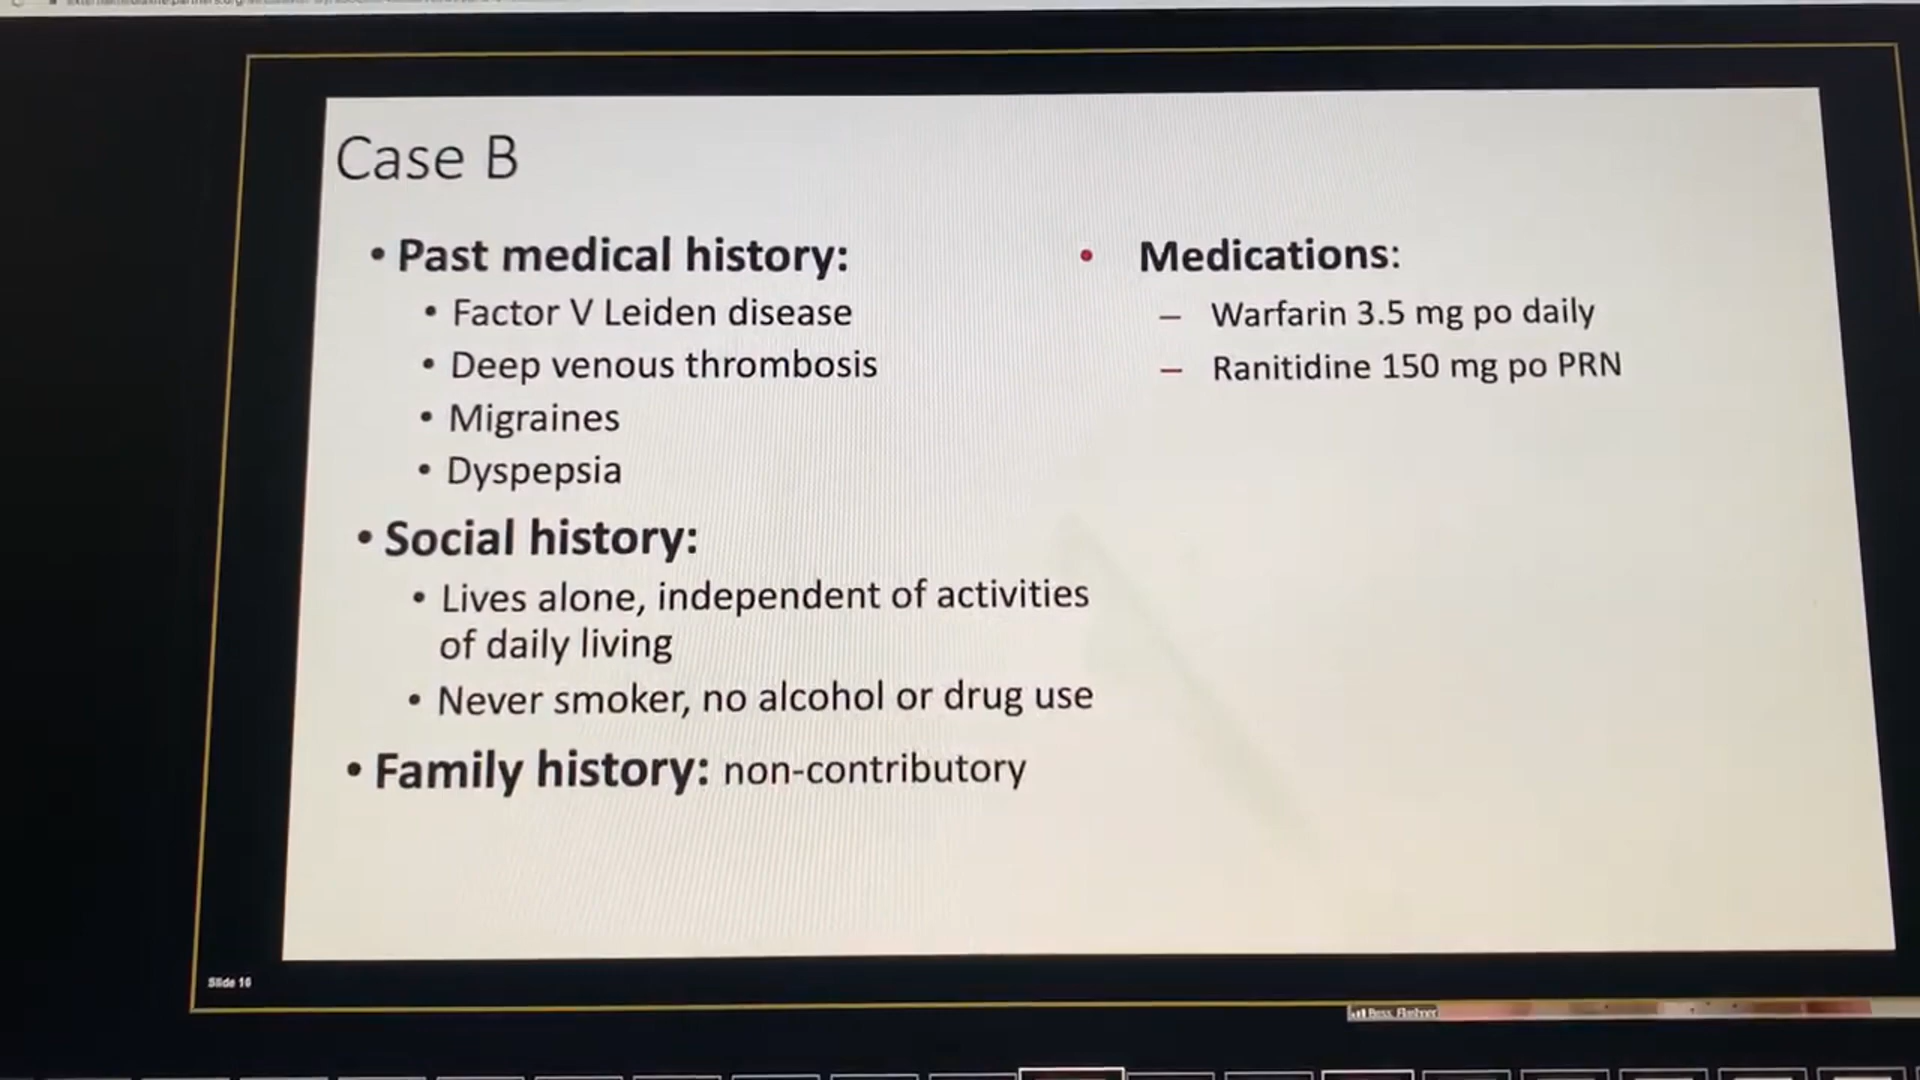 Case B
• Past medical history:
• Factor V Leiden disease
• Deep venous thrombosis
• Migraines
• Dyspepsia
• Social history:
• Lives alone, independent of activities
of daily living
• Never smoker, no alcohol or drug use
• Family history: non-contributory
• Medications:
– Warfarin 3.5 mg po daily
– Ranitidine 150 mg po PRN
Slide 16